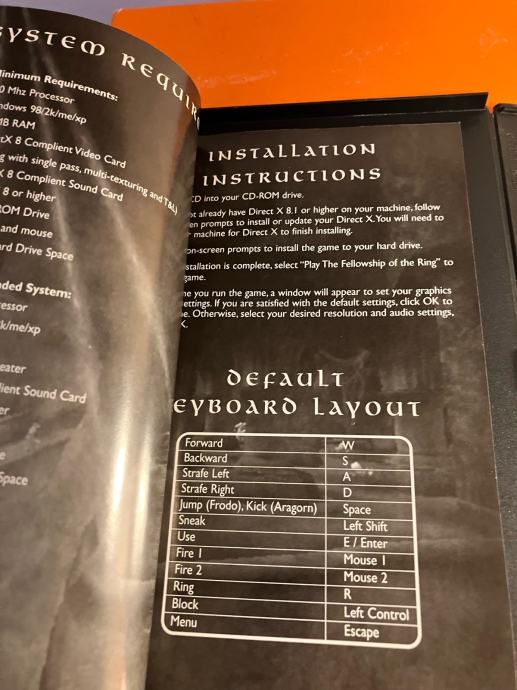 SYSTEM REQUIR
inimum Requirements:
0 Mhz Processor
ndows 98/2k/me/xp
MB RAM
ctX 8 Complient Video Card
g with single pass, multi-texturing and T&L)
X 8 Complient Sound Card
8 or higher
ROM Drive
and mouse
rd Drive Space
ded System:
cessor
k/me/xp
eater
lient Sound Card
er
e
Space
INSTALLATION
INSTRUCTIONS
CD into your CD-ROM drive.
ot already have Direct X 8.1 or higher on your machine, follow
en prompts to install or update your Direct X. You will need to
machine for Direct X to finish installing.
on-screen prompts to install the game to your hard drive.
stallation is complete, select "Play The Fellowship of the Ring" to
game.
ne you run the game, a window will appear to set your graphics
ettings. If you are satisfied with the default settings, click OK to
e. Otherwise, select your desired resolution and audio settings,
K.
DEFAULT
EYBOARD LAYOUT
Forward W
Backward S
Strafe Left A
Strafe Right D
Jump (Frodo), Kick (Aragorn) Space
Sneak Left Shift
Use E / Enter
Fire 1 Mouse 1
Fire 2 Mouse 2
Ring R
Block Left Control
Menu Escape